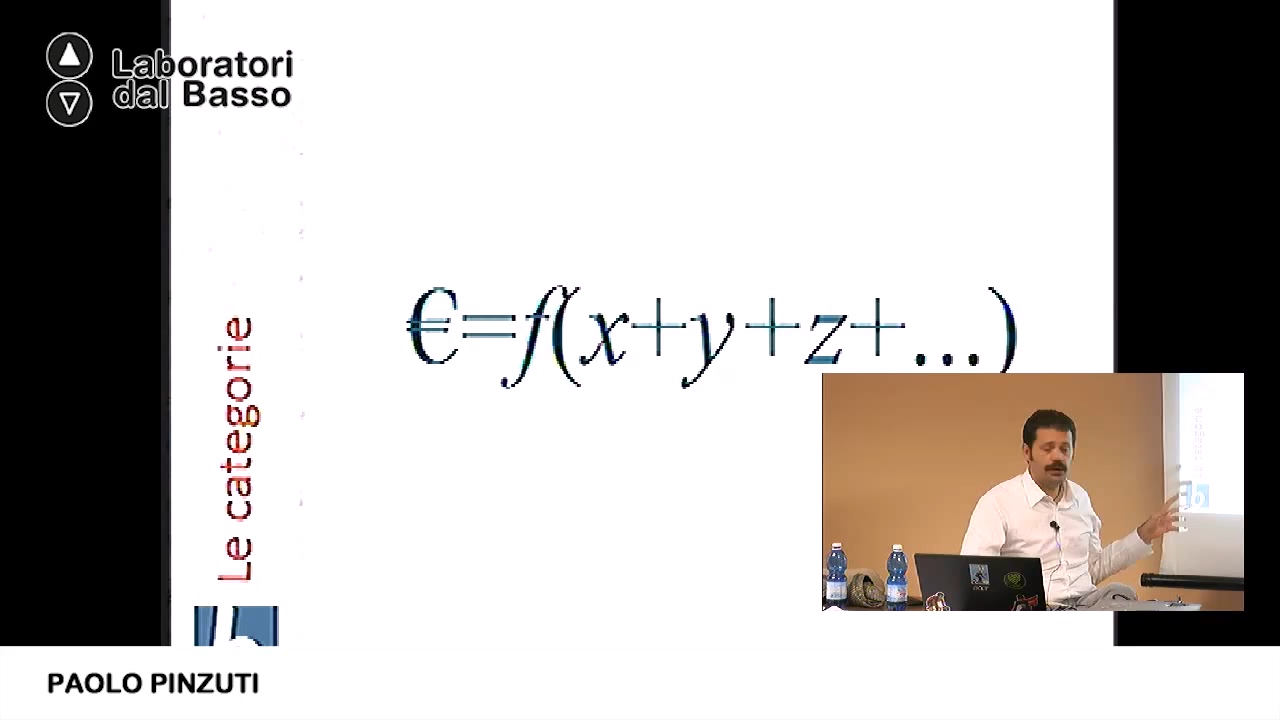 Laboratori
dal Basso
€=f(x+y+z+...)
Le categorie
PAOLO PINZUTI